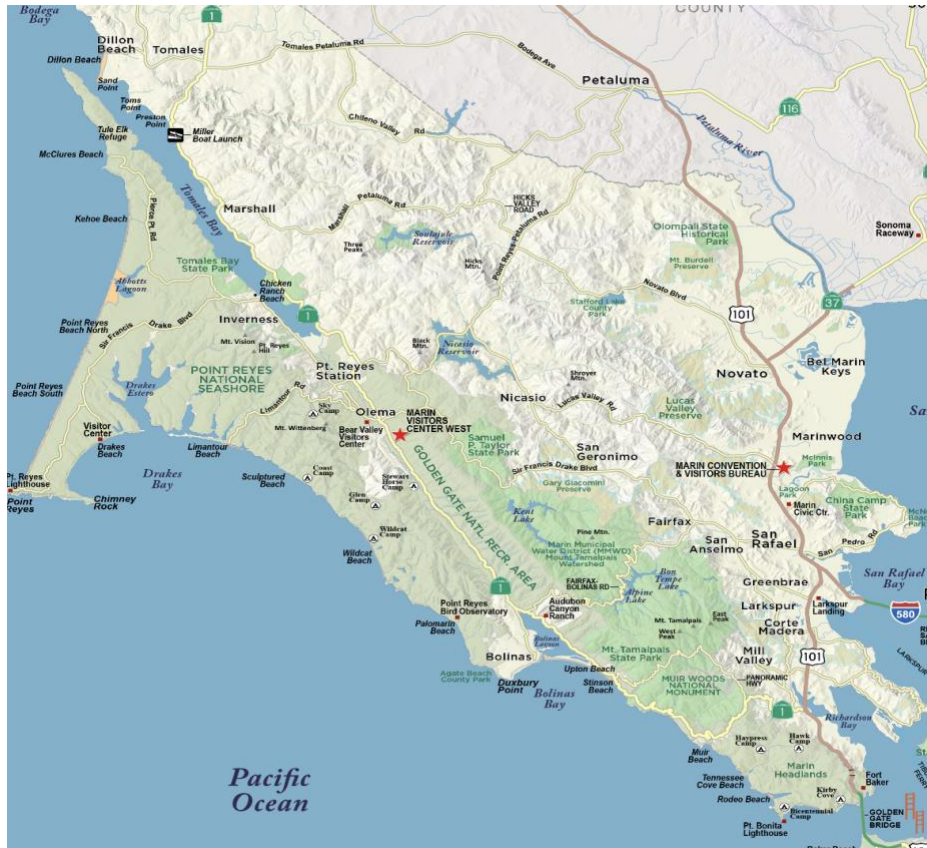 Bodega
Bay
1
COUNTY
Dillon
Beach
Tomales
Tomales Petaluma Rd
Bodega Ave
Dillon Beach
Sand
Point
Petaluma
Toms
Point
Preston
Point
116
Miller
Boat Launch
Chileno Valley Rd
Petaluma River
Tule Elk
Refuge
McClures Beach
Tomales Bay
Pierce Pt Rd
Marshall
Marshall Petaluma Rd
HICKS
VALLEY
ROAD
Kehoe Beach
Three
Peaks
Soulajule
Reservoir
Hicks
Mtn.
Point Reyes-Petaluma Rd
Olompali State
Historical
Park
Sonoma
Raceway
Mt. Burdell
Preserve
Tomales Bay
State Park
Abbotts
Lagoon
Chicken
Ranch
Beach
Novato Blvd
37
Stafford Lake
County
Park
101
1
Point Reyes
Beach North
Sir Francis Drake Blvd
Inverness
Mt. Vision
Pt. Reyes
Hill
Black
Mtn.
Nicasio
Reservoir
Bel Marin
Keys
Pt. Reyes
Station
POINT REYES
NATIONAL
SEASHORE
Novato
Shroyer
Mtn.
Point Reyes
Beach South
Drakes
Estero
Limantour Rd
Sky
Camp
Olema
Nicasio
Lucas Valley Rd
Lucas
Valley
Preserve
MARIN
VISITORS
CENTER WEST
Mt. Wittenberg
Bear Valley
Visitors
Center
Visitor
Center
Drakes
Beach
Limantour
Beach
Samuel
P. Taylor
State Park
San
Geronimo
Marinwood
Sir Francis Drake Blvd
MARIN CONVENTION
& VISITORS BUREAU
McInnis
Park
Pt. Reyes
Lighthouse
Point
Reyes
Chimney
Rock
Drakes
Bay
Sculptured
Beach
Coast
Camp
Stewart
Horse
Camp
Glen
Camp
GOLDEN GATE NATL. RECR. AREA
Gary Giacomini
Preserve
Lagoon
Park
China Camp
State
Park
Marin
Civic Ctr.
Kent
Lake
Fairfax
Wildcat
Camp
Wildcat
Beach
Pine Mtn.
Marin Municipal
Water District (MMWD)
Mount Tamalpais
Watershed
San
Anselmo
San
Rafael
San Pedro Rd
San Rafael
Bay
580
1
FAIRFAX-
BOLINAS RD
Bon
Tempe
Lake
Alpine
Lake
Greenbrae
Larkspur
Larkspur
Landing
Point Reyes
Bird Observatory
Palomarin
Beach
Audubon
Canyon
Ranch
Mt. Tamalpais
East
Peak
West
Peak
Corte
Madera
Bolinas
Lagoon
Bolinas
Mt. Tamalpais
State Park
Mill
Valley
101
Agate Beach
County Park
Duxbury
Point
Bolinas
Bay
Upton Beach
Stinson
Beach
MUIR WOODS
NATIONAL
MONUMENT
PANORAMIC
HWY
1
Richardson
Bay
Haypress
Camp
Hawk
Camp
Muir
Beach
Marin
Headlands
Pacific
Ocean
Tennessee
Cove Beach
Fort
Baker
Rodeo Beach
Kirby
Cove
Bicentennial
Camp
Pt. Bonita
Lighthouse
GOLDEN
GATE
BRIDGE